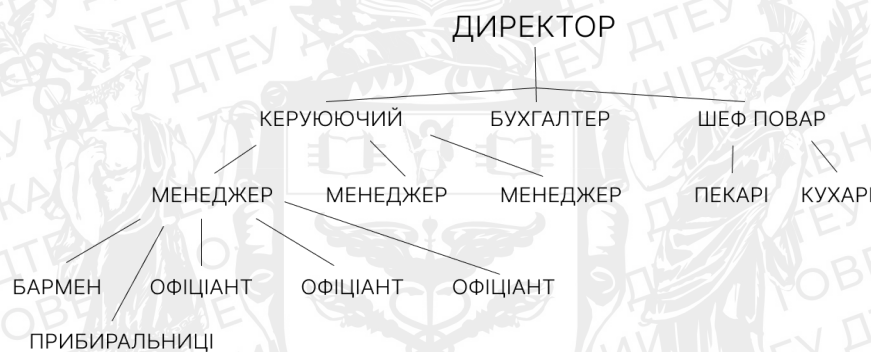 ДИРЕКТОР
КЕРУЮЮЧИЙ БУХГАЛТЕР ШЕФ ПОВАР
МЕНЕДЖЕР МЕНЕДЖЕР МЕНЕДЖЕР ПЕКАРІ КУХАРІ
БАРМЕН ОФІЦІАНТ ОФІЦІАНТ ОФІЦІАНТ
ПРИБИРАЛЬНИЦІ